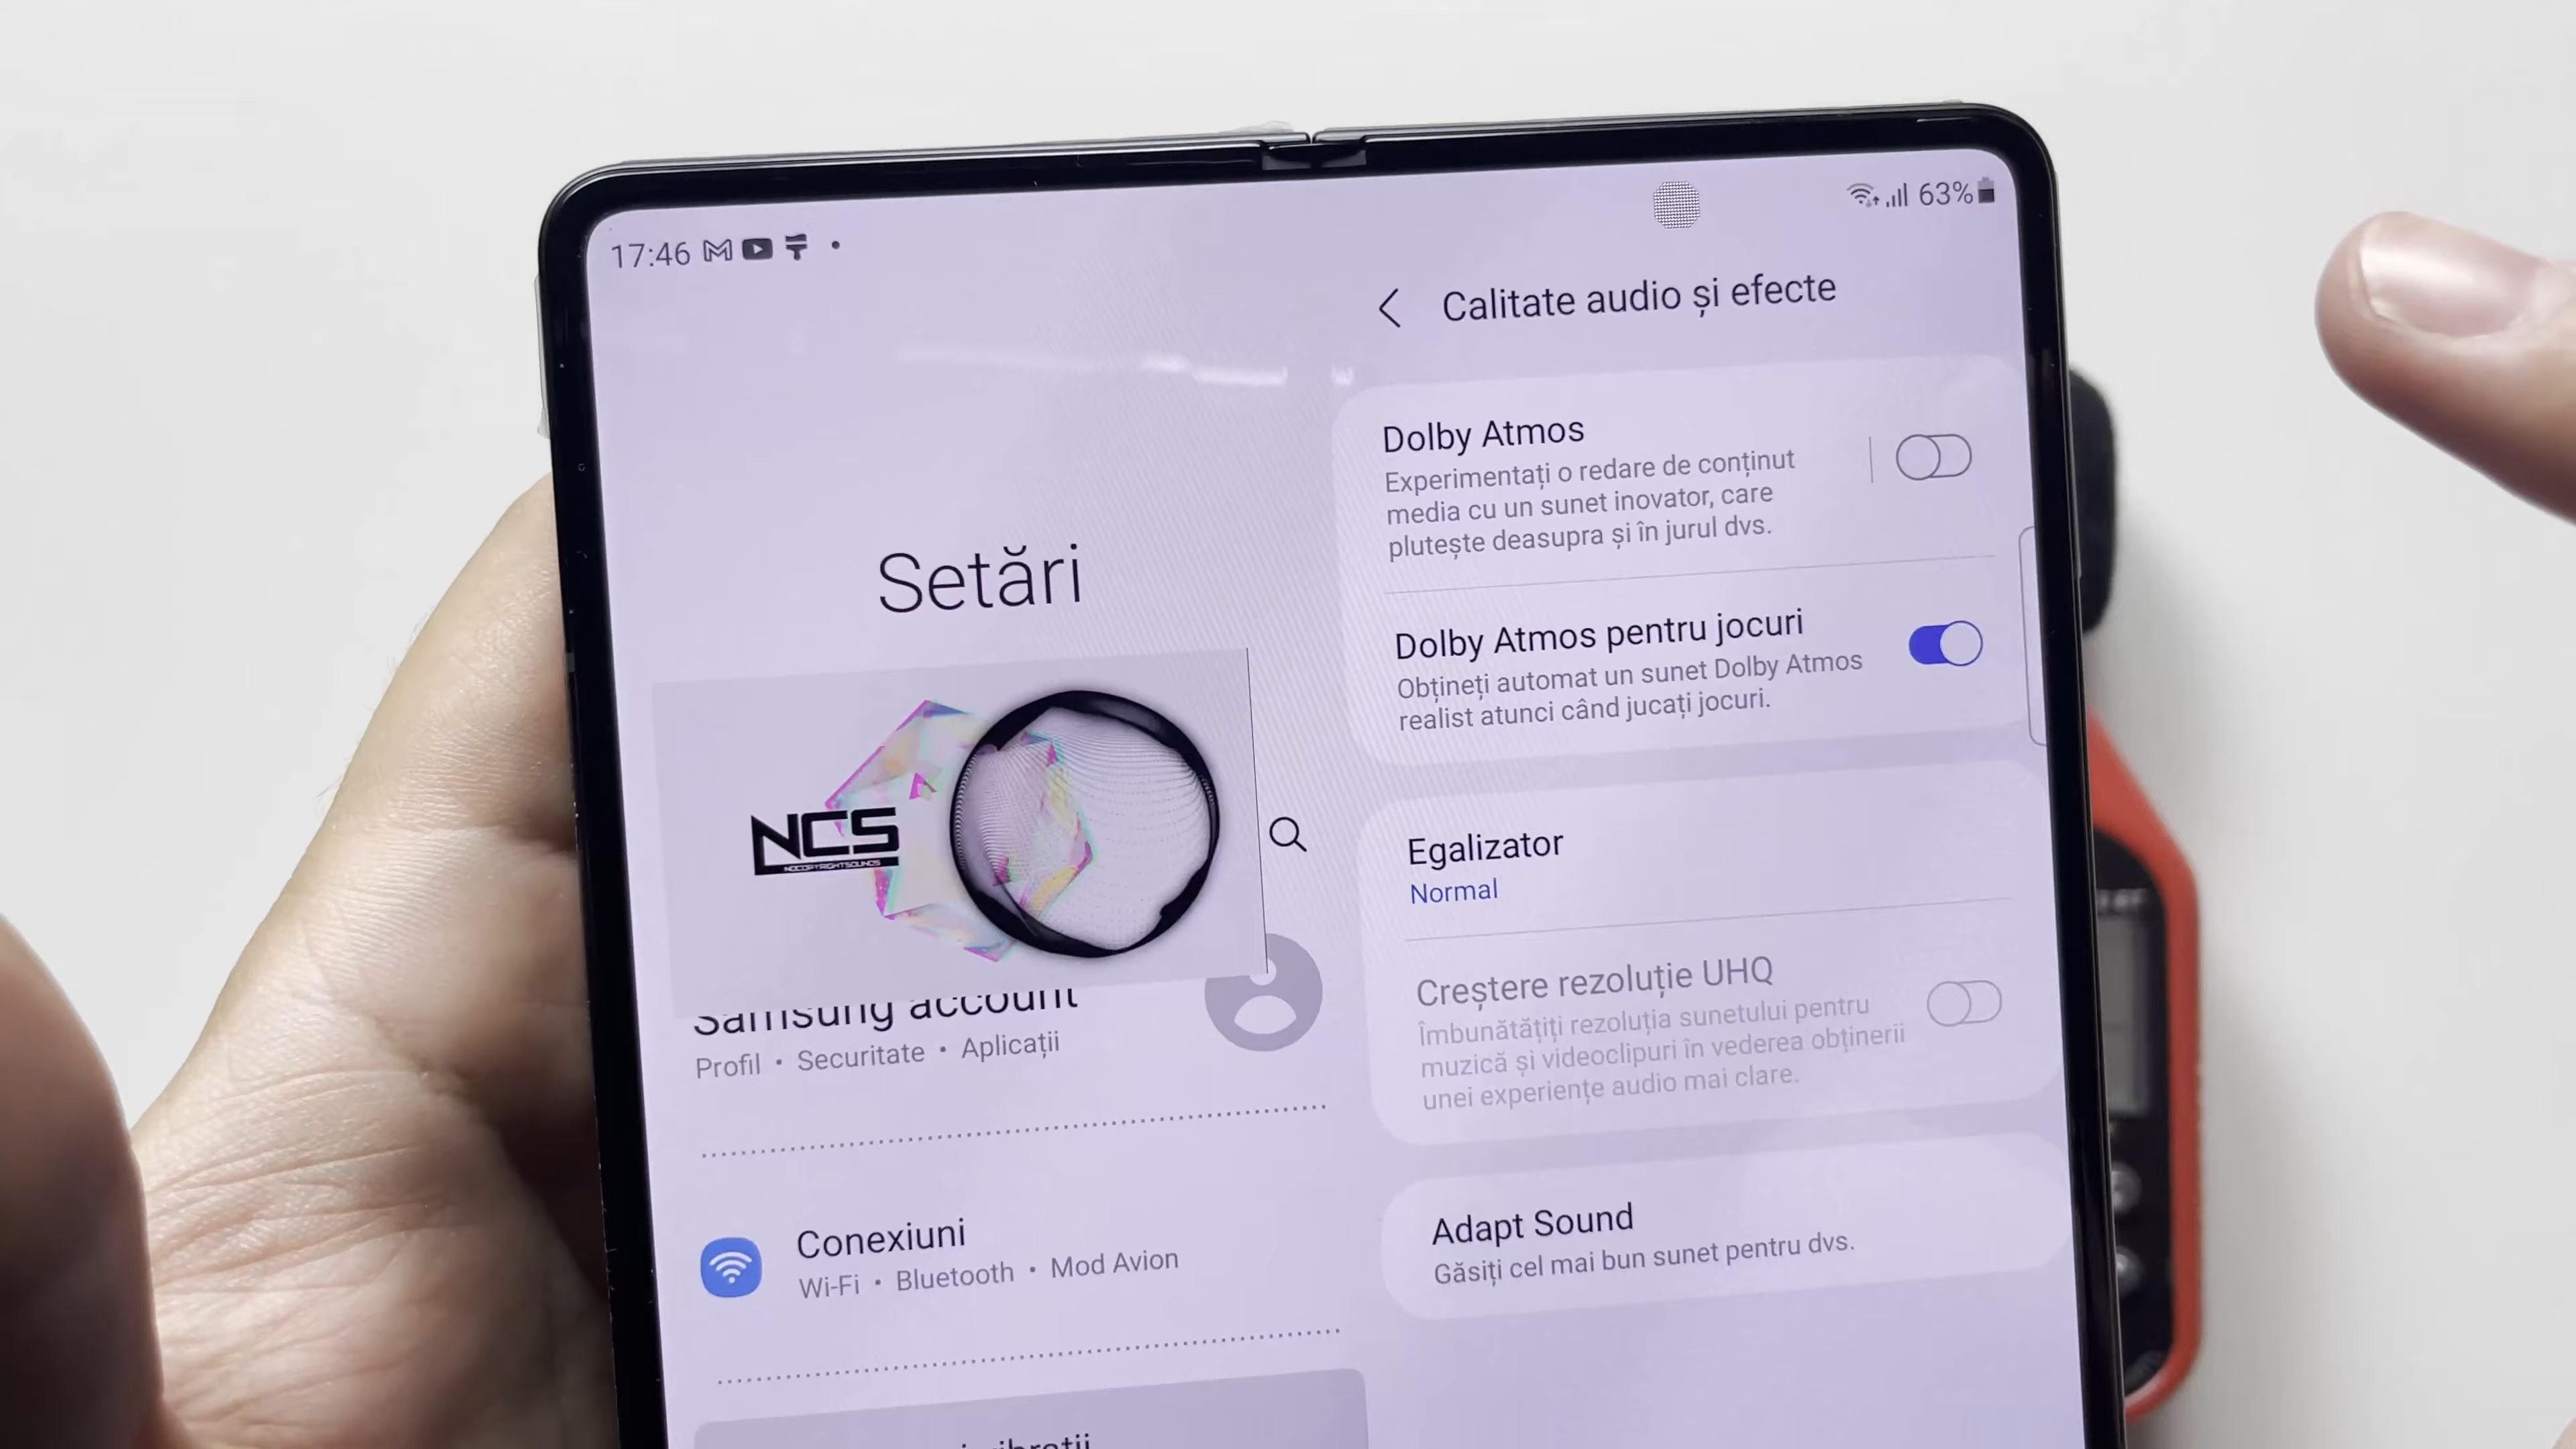 17:46
63%
Setări
NCS
NOCOPYRIGHTSOUNDS
Samsung account
Profil • Securitate • Aplicații
Conexiuni
Wi-Fi • Bluetooth • Mod Avion
Calitate audio și efecte
Dolby Atmos
Experimentați o redare de conținut
media cu un sunet inovator, care
plutește deasupra și în jurul dvs.
Dolby Atmos pentru jocuri
Obțineți automat un sunet Dolby Atmos
realist atunci când jucați jocuri.
Egalizator
Normal
Creștere rezoluție UHQ
Îmbunătățiți rezoluția sunetului pentru
muzică și videoclipuri în vederea obținerii
unei experiențe audio mai clare.
Adapt Sound
Găsiți cel mai bun sunet pentru dvs.